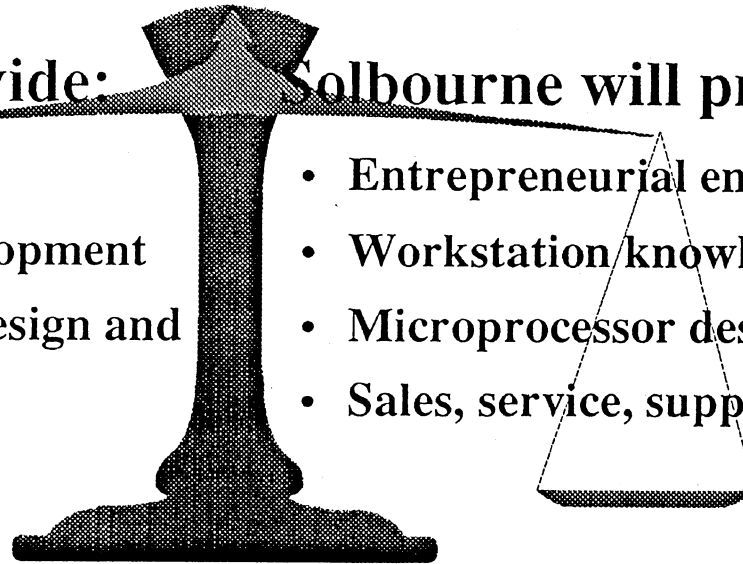 vide:
opment
esign and
Solbourne will pr
• Entrepreneurial en
• Workstation knowl
• Microprocessor des
• Sales, service, supp